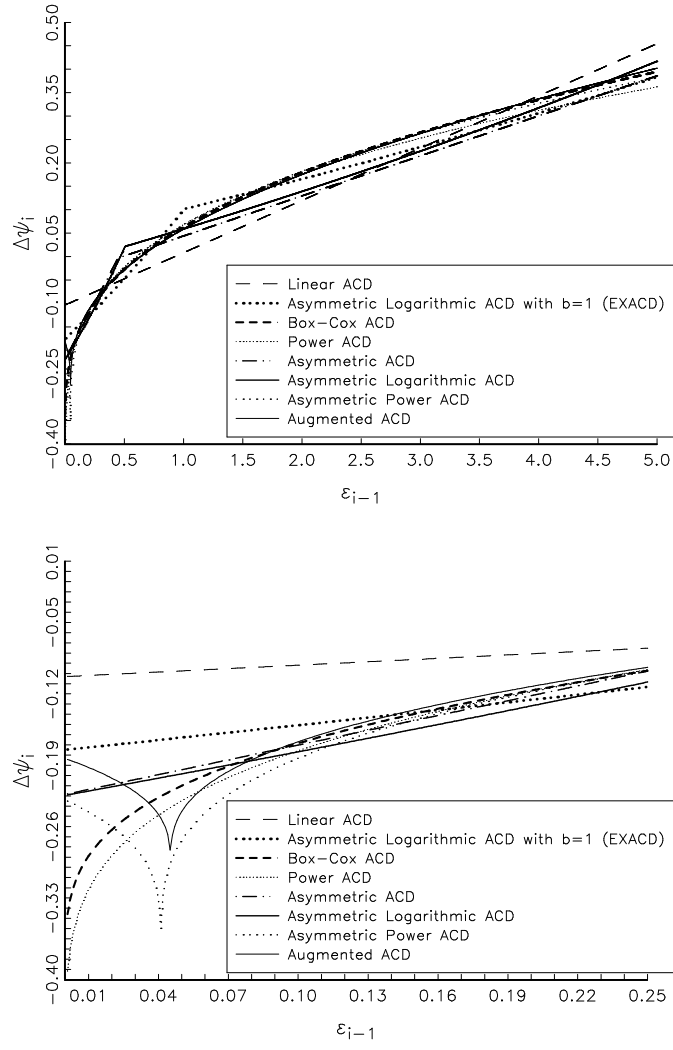 0.50
0.35
0.20
0.05
−0.10
−0.25
−0.40
Δψi
Linear ACD
Asymmetric Logarithmic ACD with b=1 (EXACD)
Box−Cox ACD
Power ACD
Asymmetric ACD
Asymmetric Logarithmic ACD
Asymmetric Power ACD
Augmented ACD
0.0 0.5 1.0 1.5 2.0 2.5 3.0 3.5 4.0 4.5 5.0
εi−1
0.01
−0.05
−0.12
−0.19
−0.26
−0.33
−0.40
Δψi
Linear ACD
Asymmetric Logarithmic ACD with b=1 (EXACD)
Box−Cox ACD
Power ACD
Asymmetric ACD
Asymmetric Logarithmic ACD
Asymmetric Power ACD
Augmented ACD
0.01 0.04 0.07 0.10 0.13 0.16 0.19 0.22 0.25
εi−1